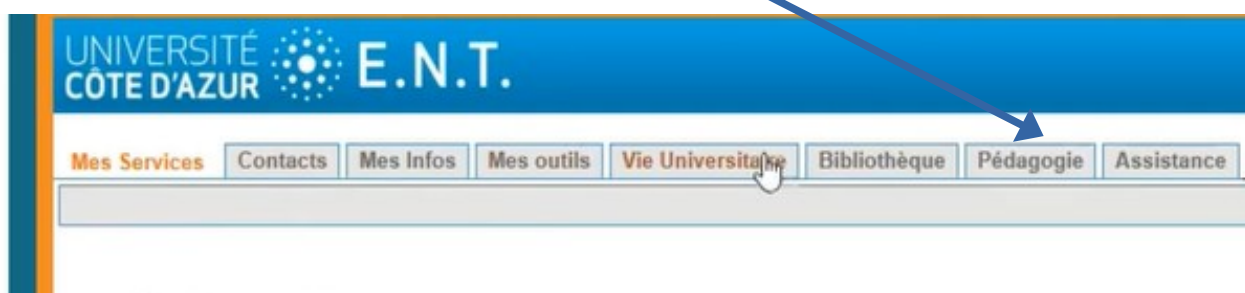 UNIVERSITÉ
CÔTE D'AZUR
E.N.T.
Mes Services Contacts Mes Infos Mes outils Vie Universitaire Bibliothèque Pédagogie Assistance